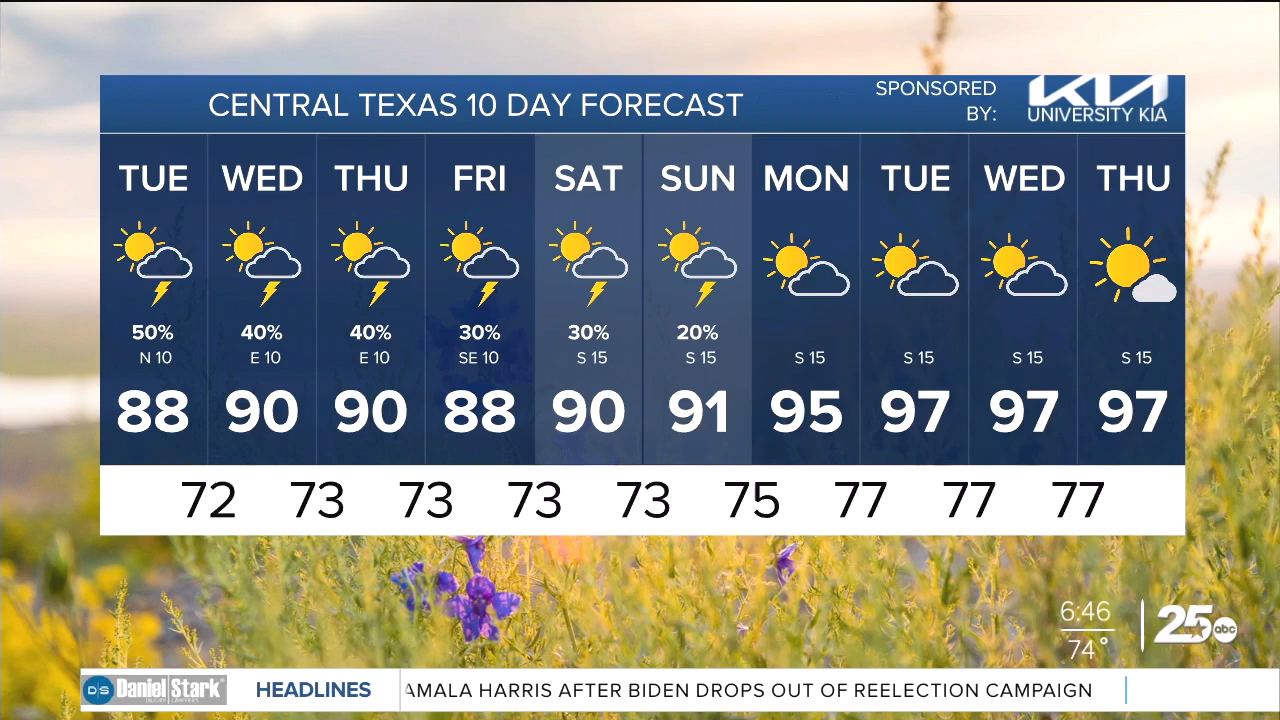 CENTRAL TEXAS 10 DAY FORECAST
SPONSORED
BY:
KIA
UNIVERSITY KIA
TUE WED THU FRI SAT SUN MON TUE WED THU
50% 40% 40% 30% 30% 20%
N 10 E 10 E 10 SE 10 S 15 S 15 S 15 S 15 S 15 S 15
88 90 90 88 90 91 95 97 97 97
72 73 73 73 73 75 77 77 77
6:46
74°
25 abc
DS Daniel Stark HEADLINES AMALA HARRIS AFTER BIDEN DROPS OUT OF REELECTION CAMPAIGN